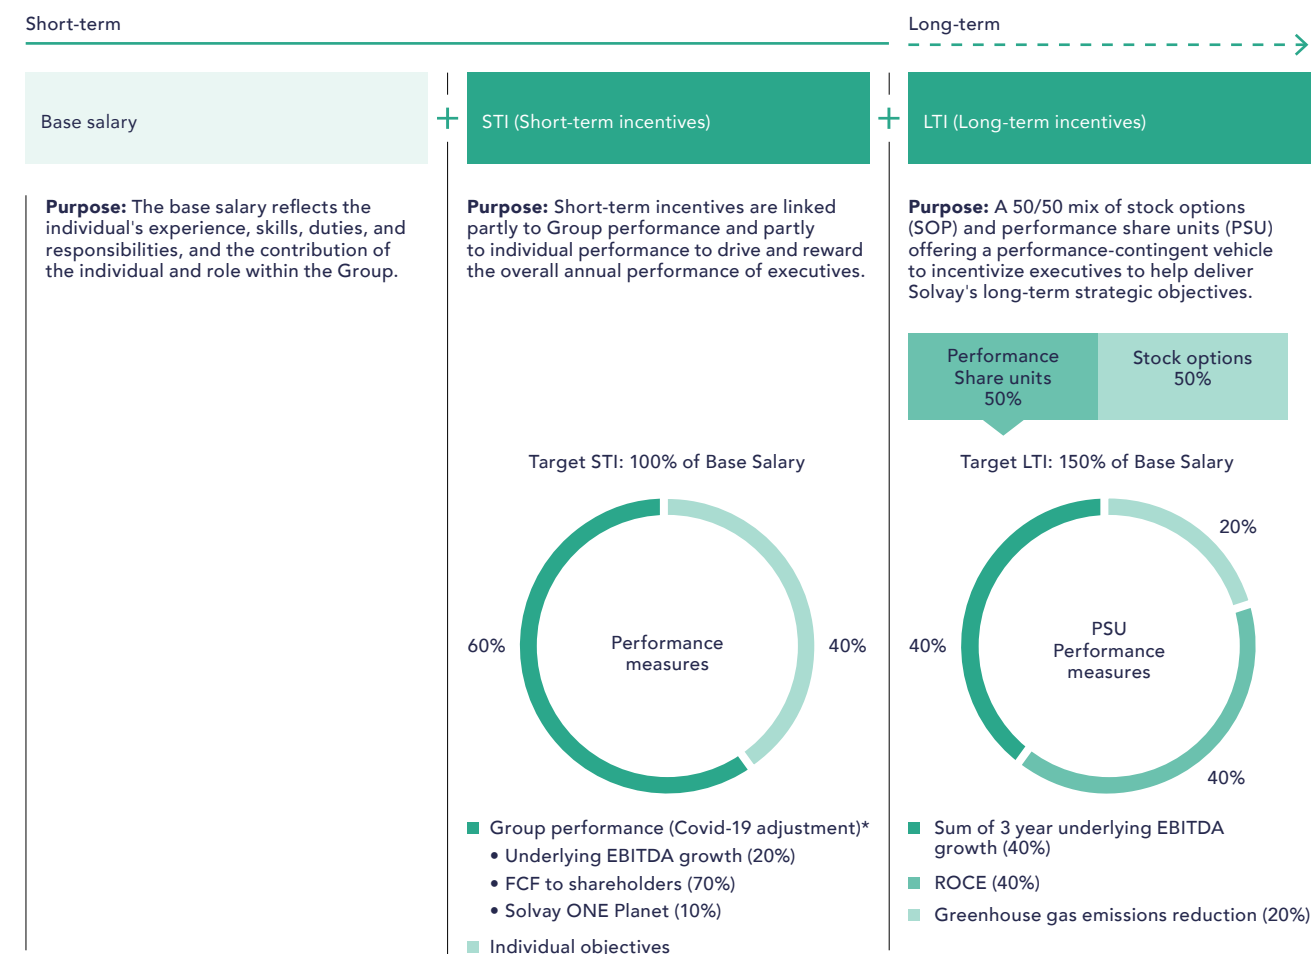 Short-term
Long-term
Base salary
+
STI (Short-term incentives)
+
LTI (Long-term incentives)
Purpose: The base salary reflects the
individual's experience, skills, duties, and
responsibilities, and the contribution of
the individual and role within the Group.
Purpose: Short-term incentives are linked
partly to Group performance and partly
to individual performance to drive and reward
the overall annual performance of executives.
Purpose: A 50/50 mix of stock options
(SOP) and performance share units (PSU)
offering a performance-contingent vehicle
to incentivize executives to help deliver
Solvay's long-term strategic objectives.
Performance
Share units
50%
Stock options
50%
Target STI: 100% of Base Salary
60%
Performance
measures
40%
• Group performance (Covid-19 adjustment)*
• Underlying EBITDA growth (20%)
• FCF to shareholders (70%)
• Solvay ONE Planet (10%)
Individual objectives
Target LTI: 150% of Base Salary
20%
40%
PSU
Performance
measures
40%
Sum of 3 year underlying EBITDA
growth (40%)
ROCE (40%)
Greenhouse gas emissions reduction (20%)